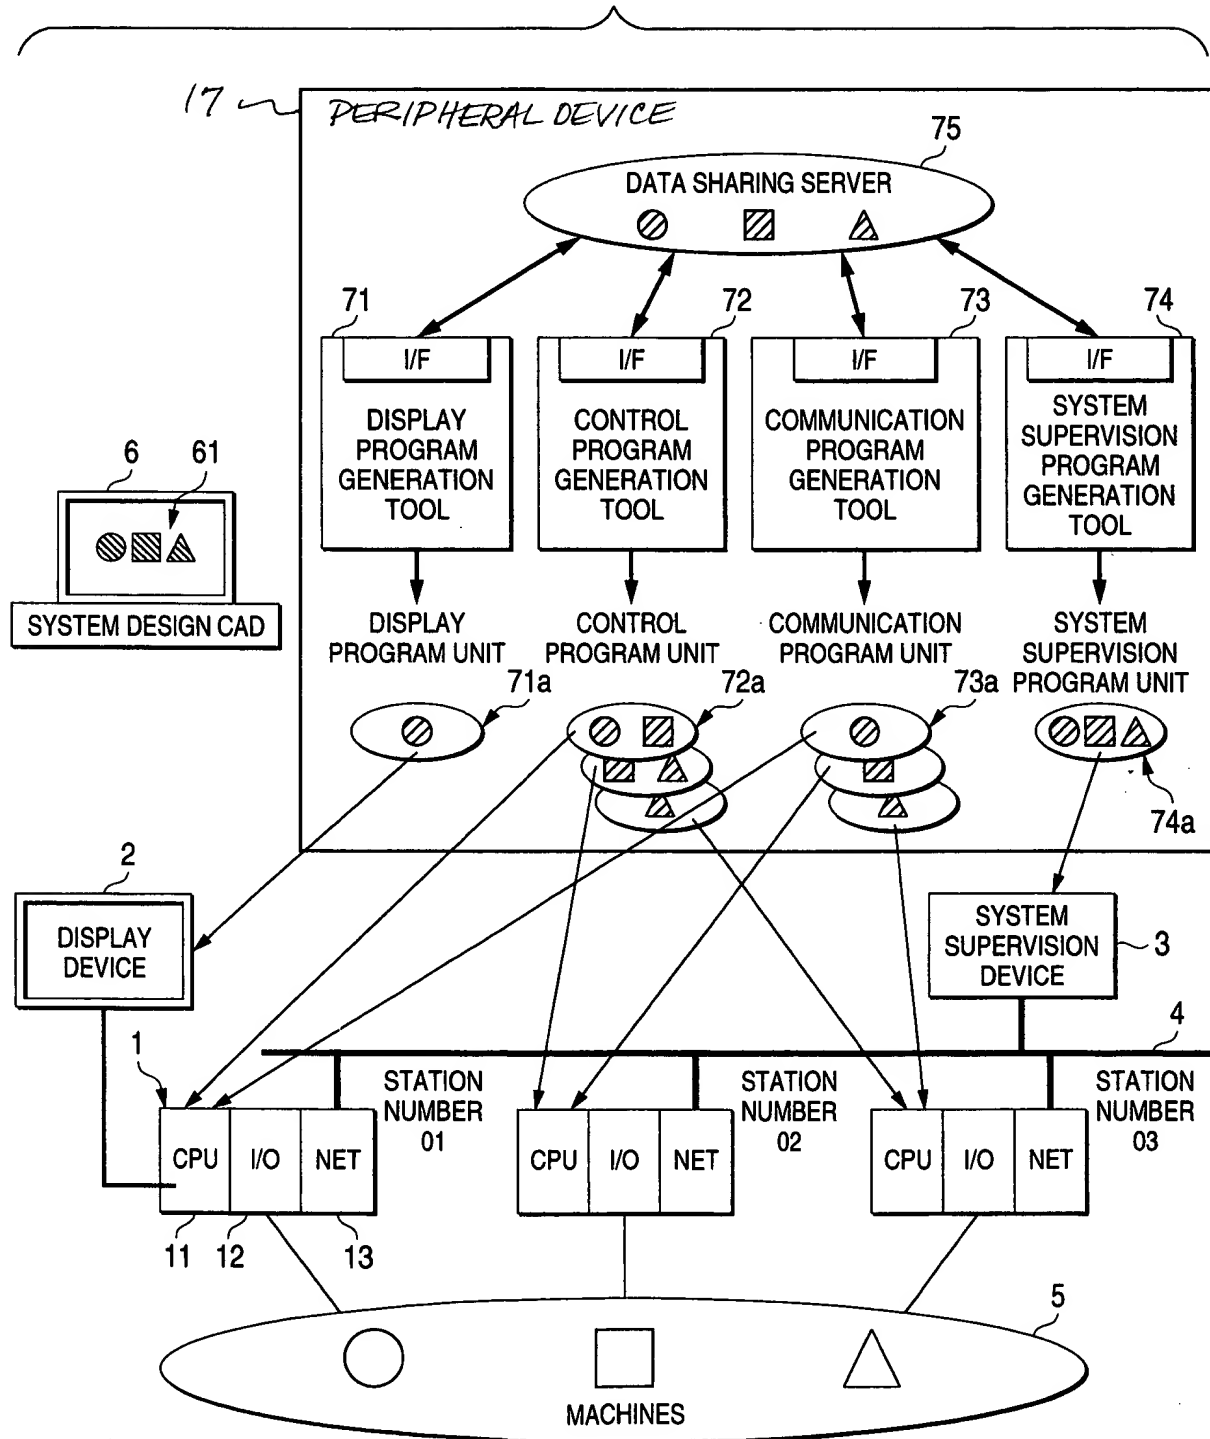 17
PERIPHERAL DEVICE
75
DATA SHARING SERVER
71
72
73
74
I/F
I/F
I/F
I/F
DISPLAY
PROGRAM
GENERATION
TOOL
CONTROL
PROGRAM
GENERATION
TOOL
COMMUNICATION
PROGRAM
GENERATION
TOOL
SYSTEM
SUPERVISION
PROGRAM
GENERATION
TOOL
6
61
SYSTEM DESIGN CAD
DISPLAY
PROGRAM UNIT
CONTROL
PROGRAM UNIT
COMMUNICATION
PROGRAM UNIT
SYSTEM
SUPERVISION
PROGRAM UNIT
71a
72a
73a
74a
2
DISPLAY
DEVICE
SYSTEM
SUPERVISION
DEVICE
3
4
1
STATION
NUMBER
01
STATION
NUMBER
02
STATION
NUMBER
03
CPU
I/O
NET
CPU
I/O
NET
CPU
I/O
NET
11
12
13
5
MACHINES